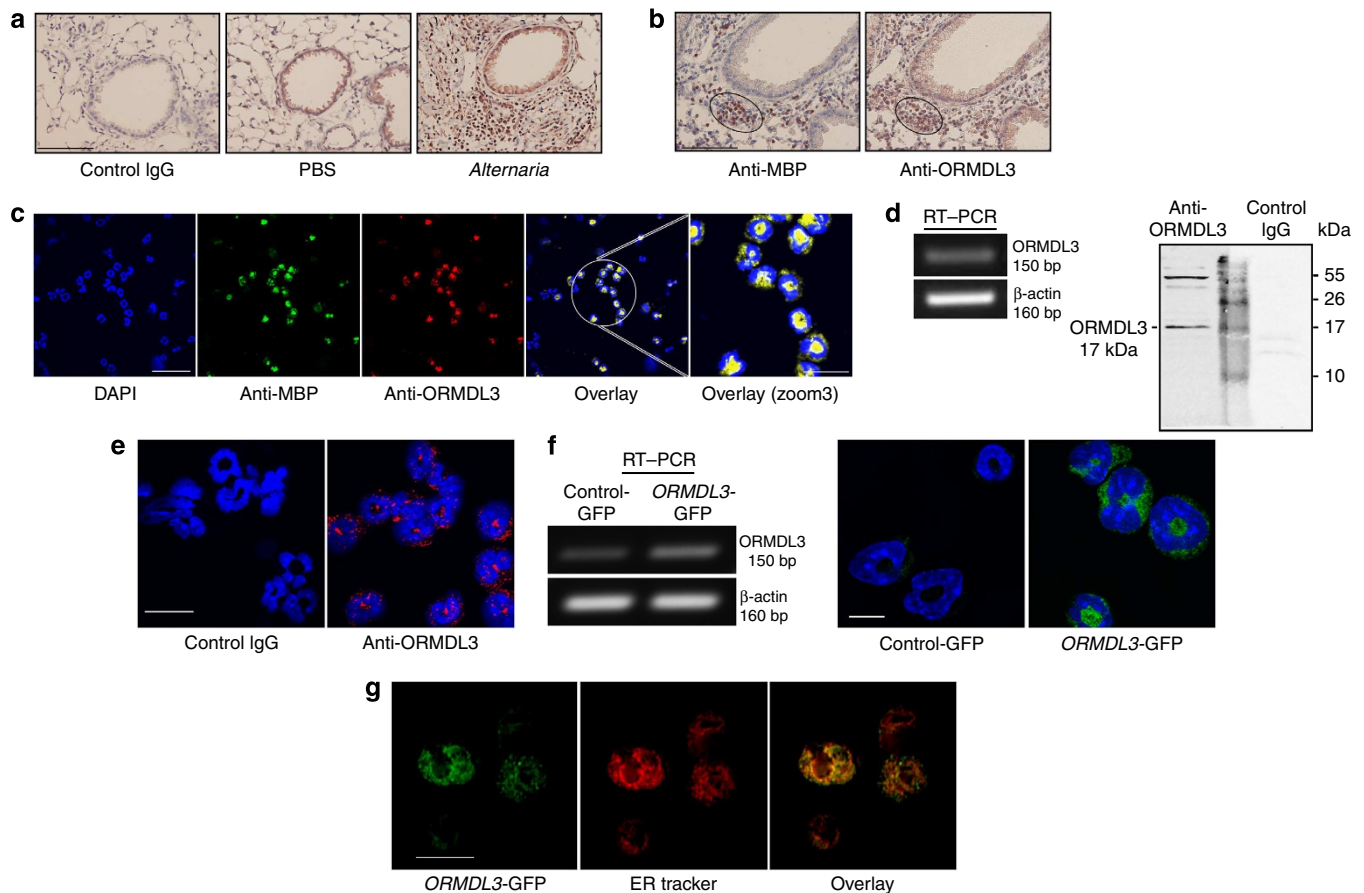 a
Control IgG
PBS
Alternaria
b
Anti-MBP
Anti-ORMDL3
c
DAPI
Anti-MBP
Anti-ORMDL3
Overlay
Overlay (zoom3)
d
RT–PCR
ORMDL3
150 bp
β-actin
160 bp
Anti-
ORMDL3
Control
IgG
kDa
55
26
17
10
ORMDL3
17 kDa
e
Control IgG
Anti-ORMDL3
f
RT–PCR
Control-
GFP
ORMDL3-
GFP
ORMDL3
150 bp
β-actin
160 bp
Control-GFP
ORMDL3-GFP
g
ORMDL3-GFP
ER tracker
Overlay